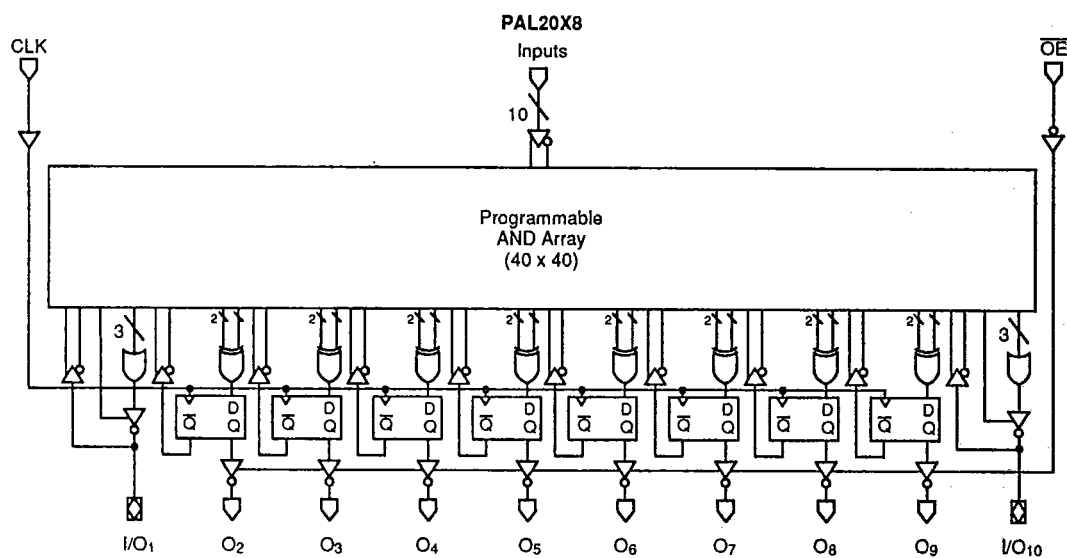 PAL20X8
CLK
Inputs
OE
10
Programmable
AND Array
(40 x 40)
3 2 2 2 2 2 2 2 2 3
D D D D D D D D
Q Q Q Q Q Q Q Q Q Q Q Q Q Q Q Q
I/O1 O2 O3 O4 O5 O6 O7 O8 O9 I/O10